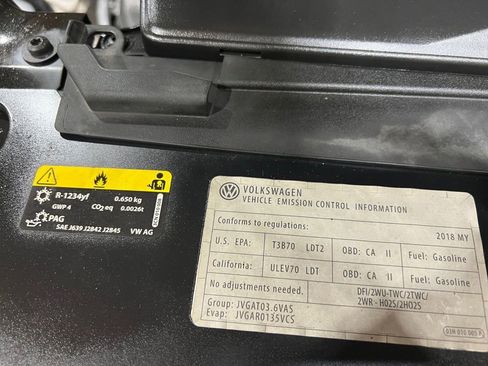 R-1234yf 0.650 kg
GWP 4 CO2 eq 0.0026t
PAG
SAE J639 J2842 J2845 VW AG
VOLKSWAGEN
VEHICLE EMISSION CONTROL INFORMATION
Conforms to regulations: 2018 MY
U.S. EPA: T3B70 LDT2 OBD: CA II Fuel: Gasoline
California: ULEV70 LDT OBD: CA II Fuel: Gasoline
No adjustments needed. DFI/2WU-TWC/2TWC/
2WR-HO2S/2HO2S
Group: JVGAT03.6VAS
Evap: JVGAR0135VCS
03H 010 005 P